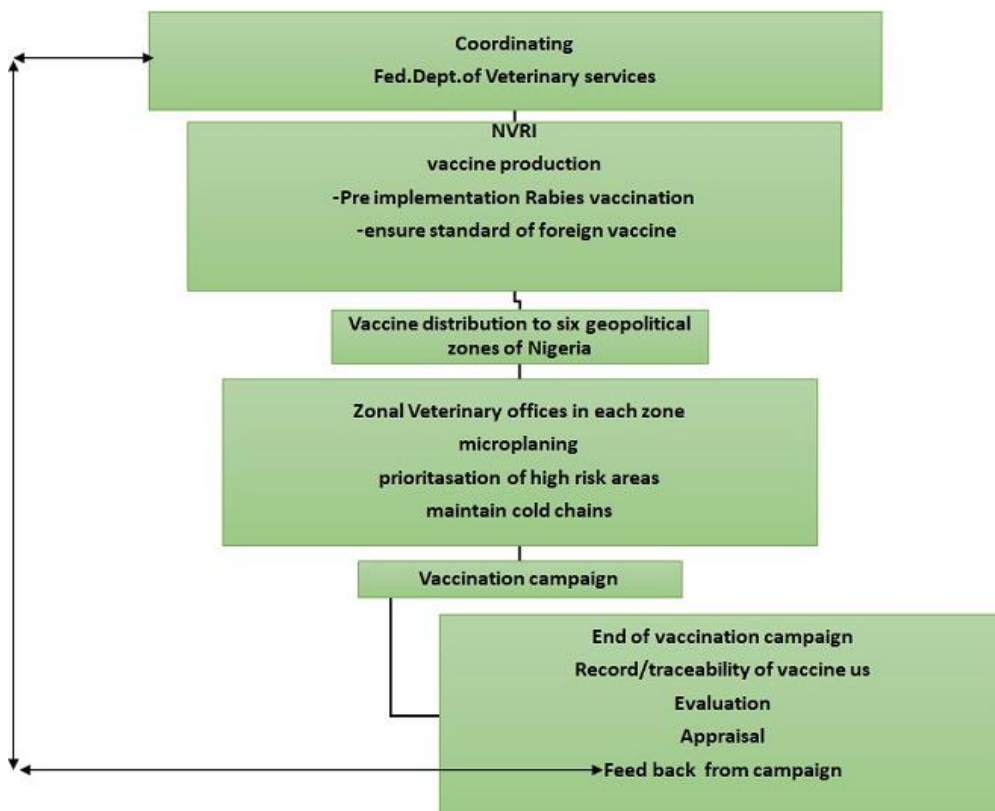 Coordinating
Fed.Dept.of Veterinary services
NVRI
vaccine production
-Pre implementation Rabies vaccination
-ensure standard of foreign vaccine
Vaccine distribution to six geopolitical
zones of Nigeria
Zonal Veterinary offices in each zone
microplaning
prioritasation of high risk areas
maintain cold chains
Vaccination campaign
End of vaccination campaign
Record/traceability of vaccine us
Evaluation
Appraisal
Feed back from campaign